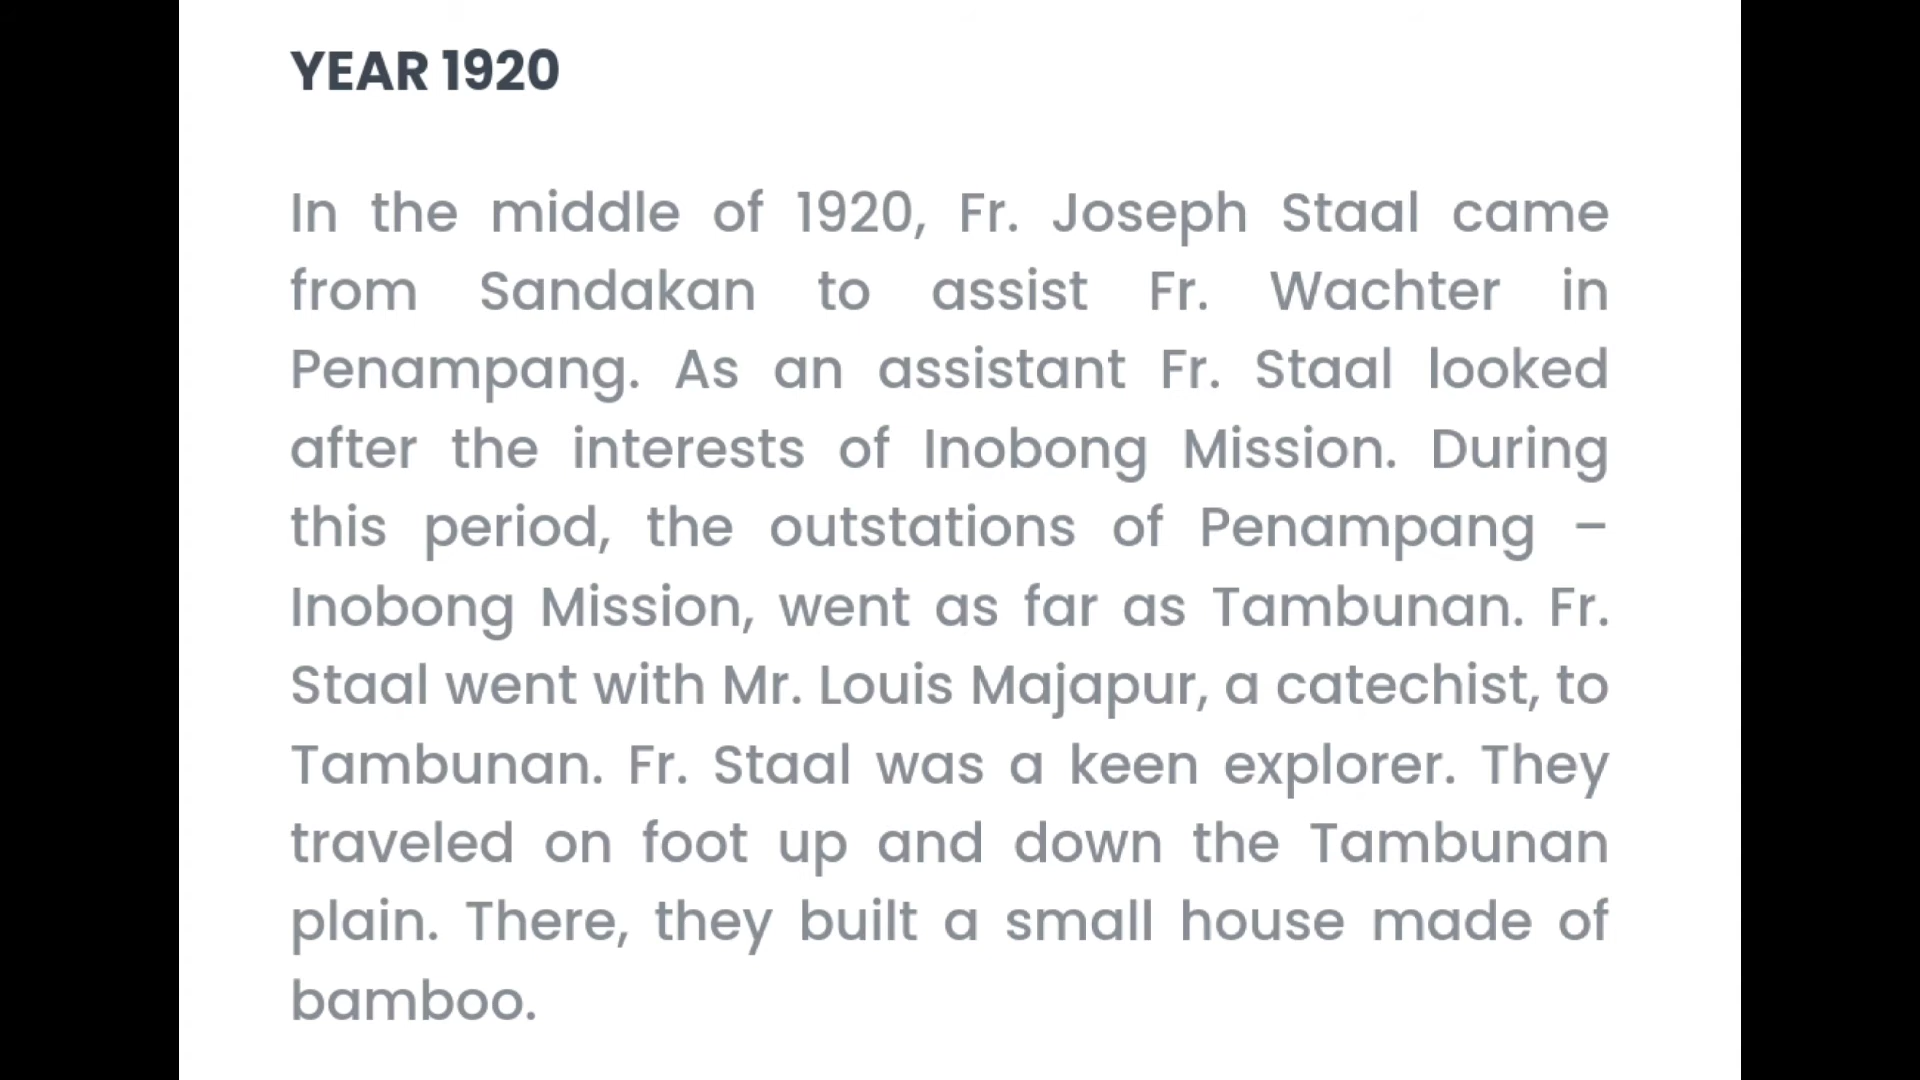 YEAR 1920
In the middle of 1920, Fr. Joseph Staal came
from Sandakan to assist Fr. Wachter in
Penampang. As an assistant Fr. Staal looked
after the interests of Inobong Mission. During
this period, the outstations of Penampang –
Inobong Mission, went as far as Tambunan. Fr.
Staal went with Mr. Louis Majapur, a catechist, to
Tambunan. Fr. Staal was a keen explorer. They
traveled on foot up and down the Tambunan
plain. There, they built a small house made of
bamboo.